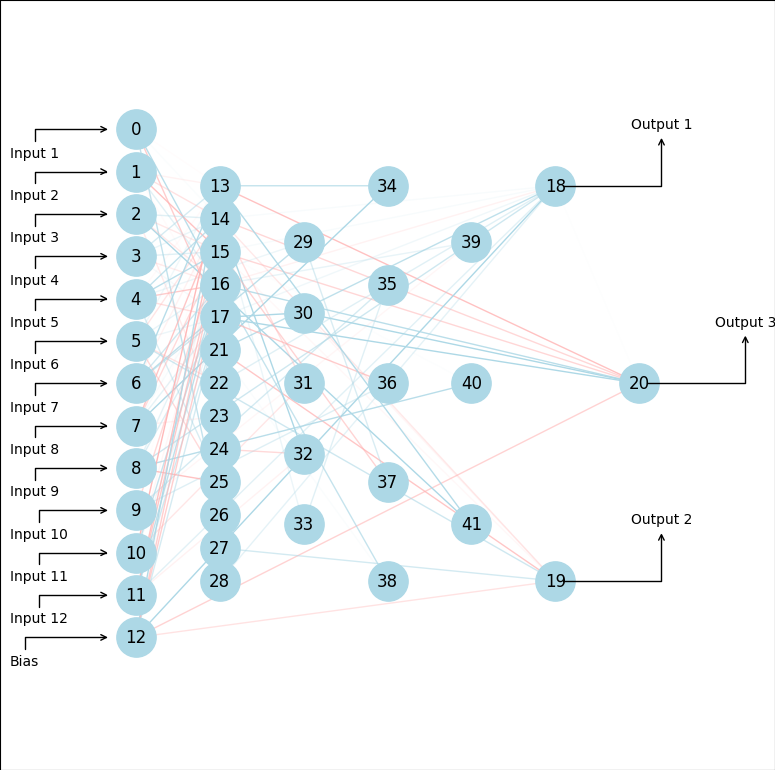 0
Input 1
1
Input 2
2
Input 3
3
Input 4
4
Input 5
5
Input 6
6
Input 7
7
Input 8
8
Input 9
9
Input 10
10
Input 11
11
Input 12
12
Bias
13
14
15
16
17
21
22
23
24
25
26
27
28
29
30
31
32
33
34
35
36
37
38
39
40
41
18
Output 1
19
Output 2
20
Output 3